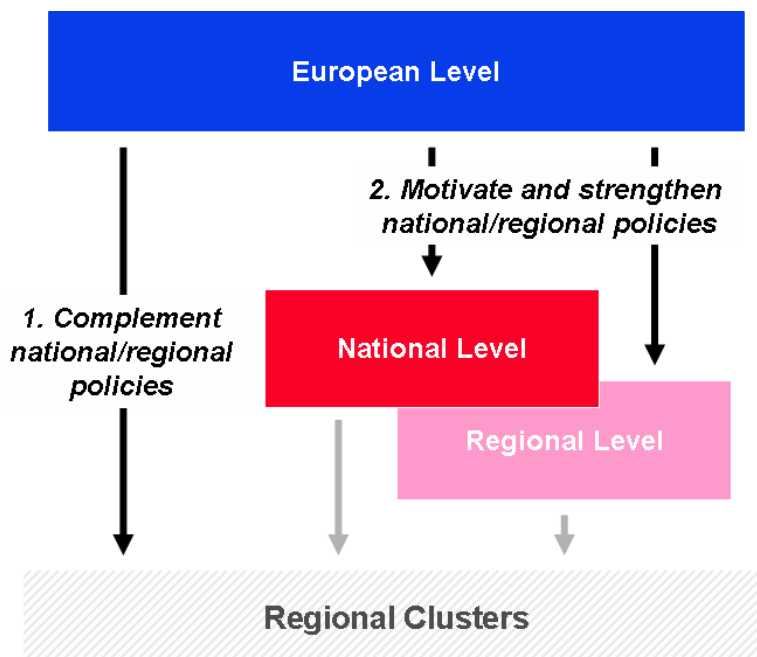 European Level
2. Motivate and strengthen
national/regional policies
1. Complement
national/regional
policies
National Level
Regional Level
Regional Clusters